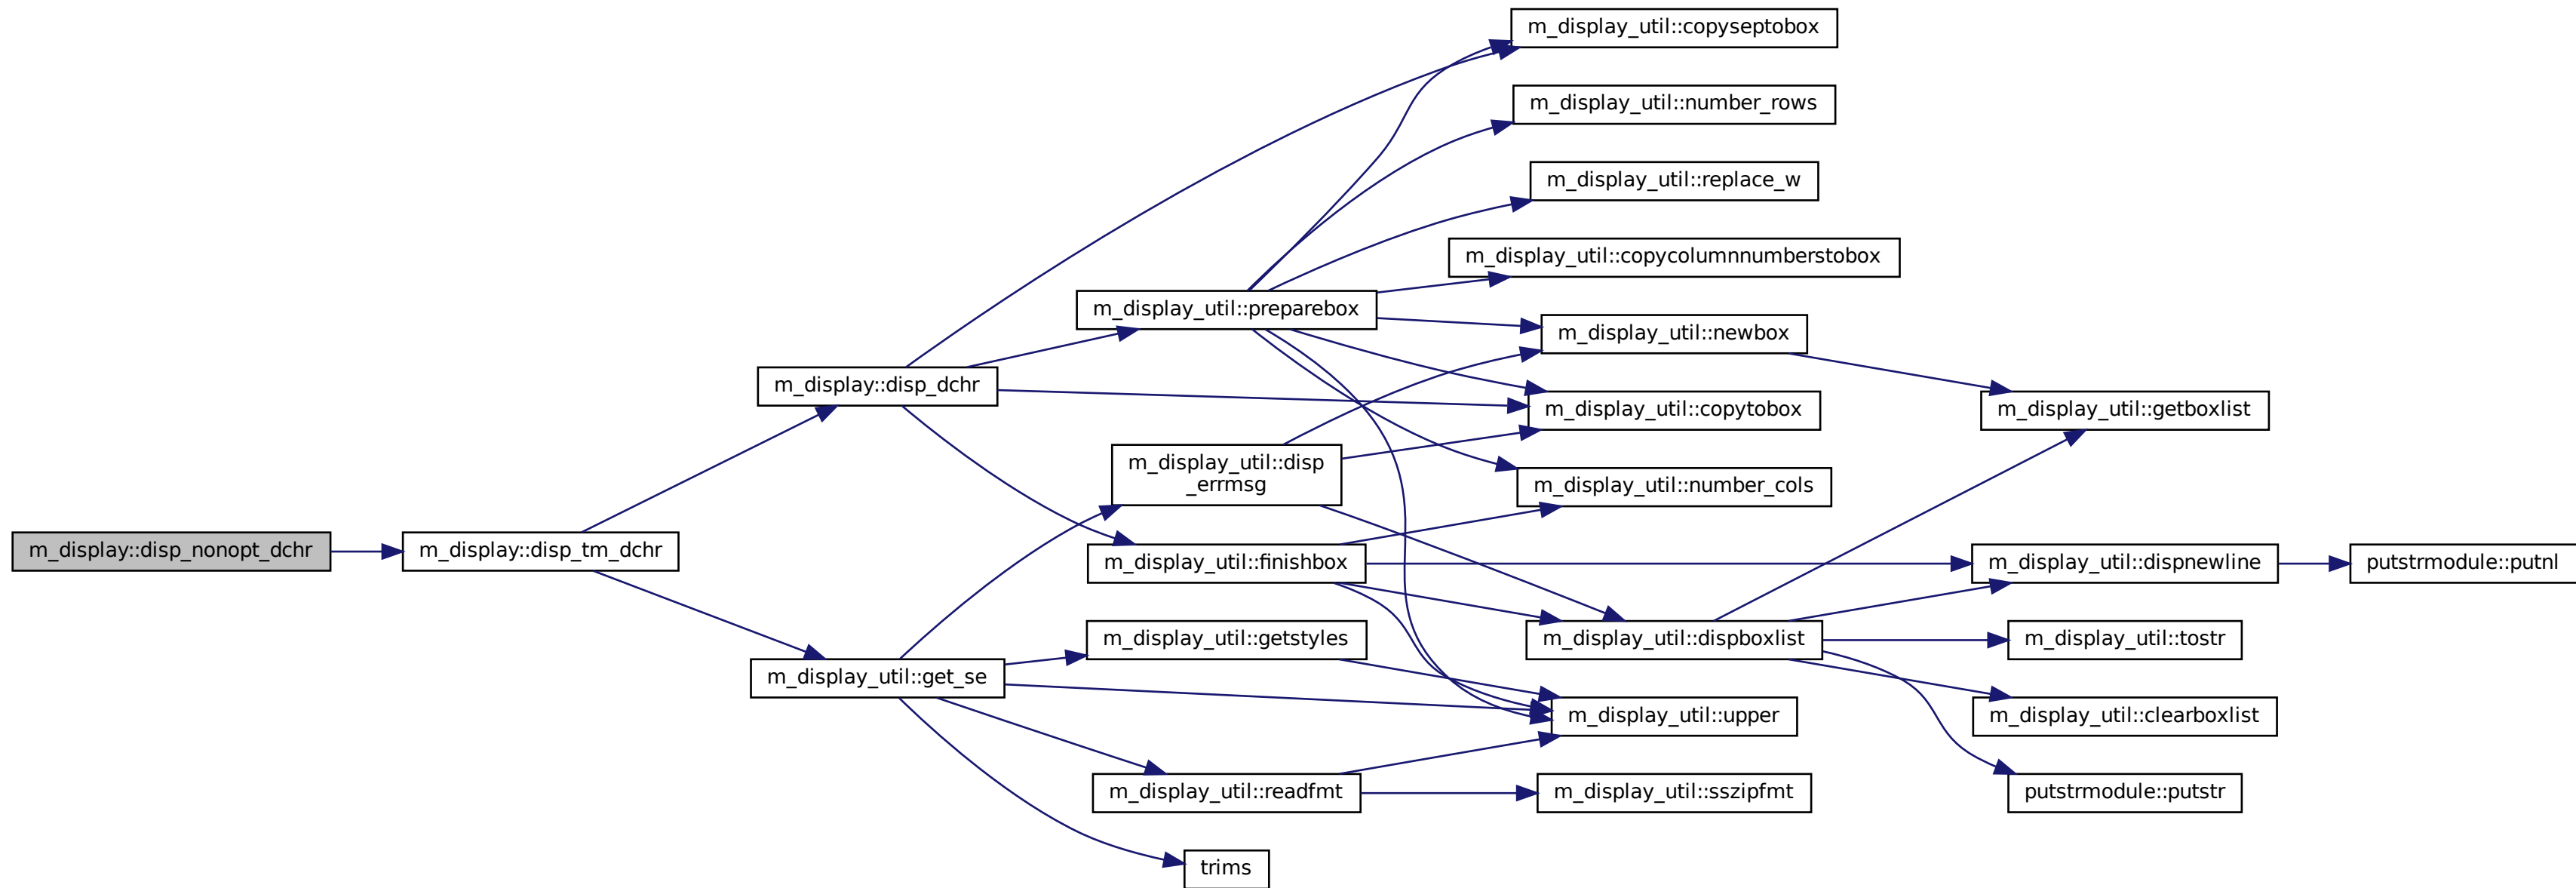 m_display_util::copyseptobox
m_display_util::number_rows
m_display_util::replace_w
m_display_util::copycolumnnumberstobox
m_display_util::preparebox
m_display_util::newbox
m_display::disp_dchr
m_display_util::copytobox
m_display_util::getboxlist
m_display_util::disp
_errmsg
m_display_util::number_cols
m_display::disp_nonopt_dchr
m_display::disp_tm_dchr
m_display_util::finishbox
m_display_util::dispnewline
putstrmodule::putnl
m_display_util::getstyles
m_display_util::dispboxlist
m_display_util::tostr
m_display_util::get_se
m_display_util::upper
m_display_util::clearboxlist
m_display_util::readfmt
m_display_util::sszipfmt
putstrmodule::putstr
trims